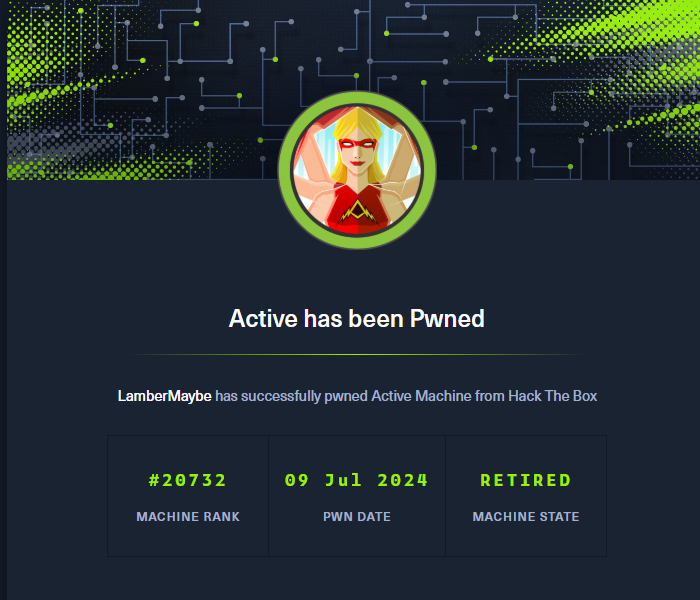 Active has been Pwned
LamberMaybe has successfully pwned Active Machine from Hack The Box
#20732
09 Jul 2024
RETIRED
MACHINE RANK
PWN DATE
MACHINE STATE